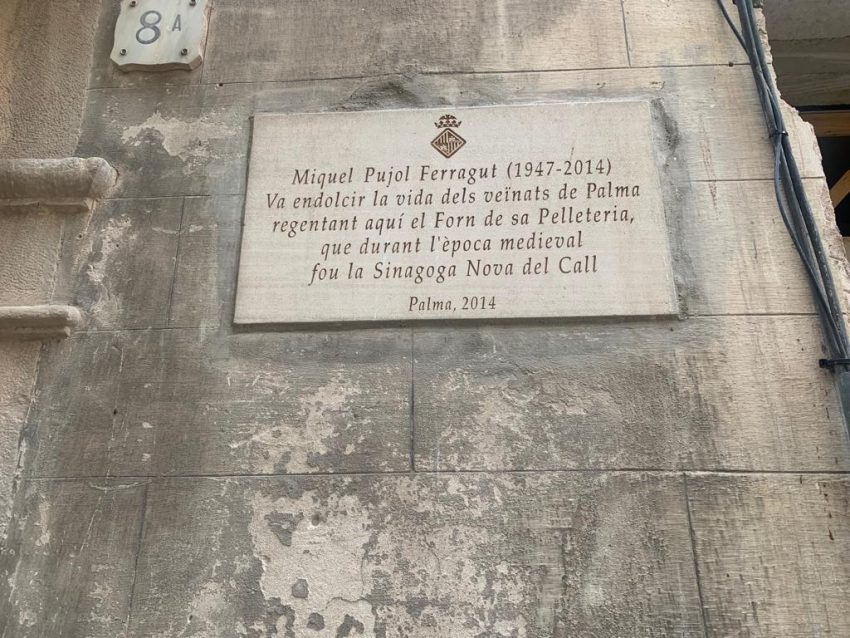 8A
Miquel Pujol Ferragut (1947-2014)
Va endolcir la vida dels veïnats de Palma
regentant aquí el Forn de sa Pelleteria,
que durant l'època medieval
fou la Sinagoga Nova del Call
Palma, 2014